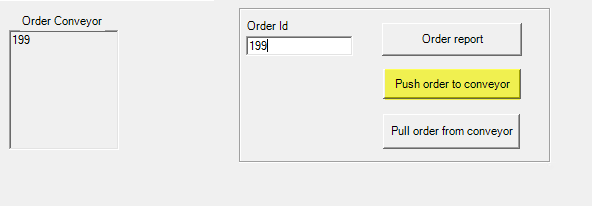 Order Conveyor
199
Order Id
199
Order report
Push order to conveyor
Pull order from conveyor